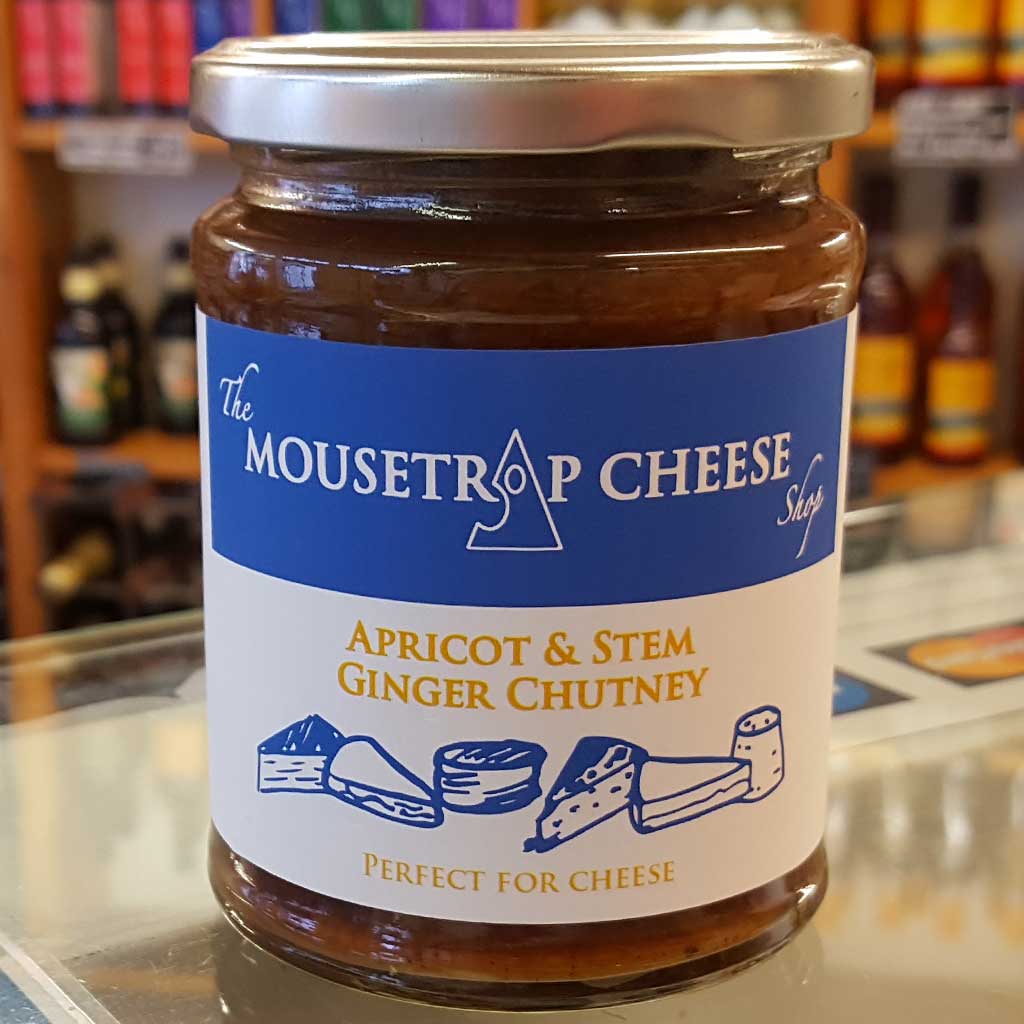 The
MOUSETRAP CHEESE
Shop
APRICOT & STEM
GINGER CHUTNEY
PERFECT FOR CHEESE